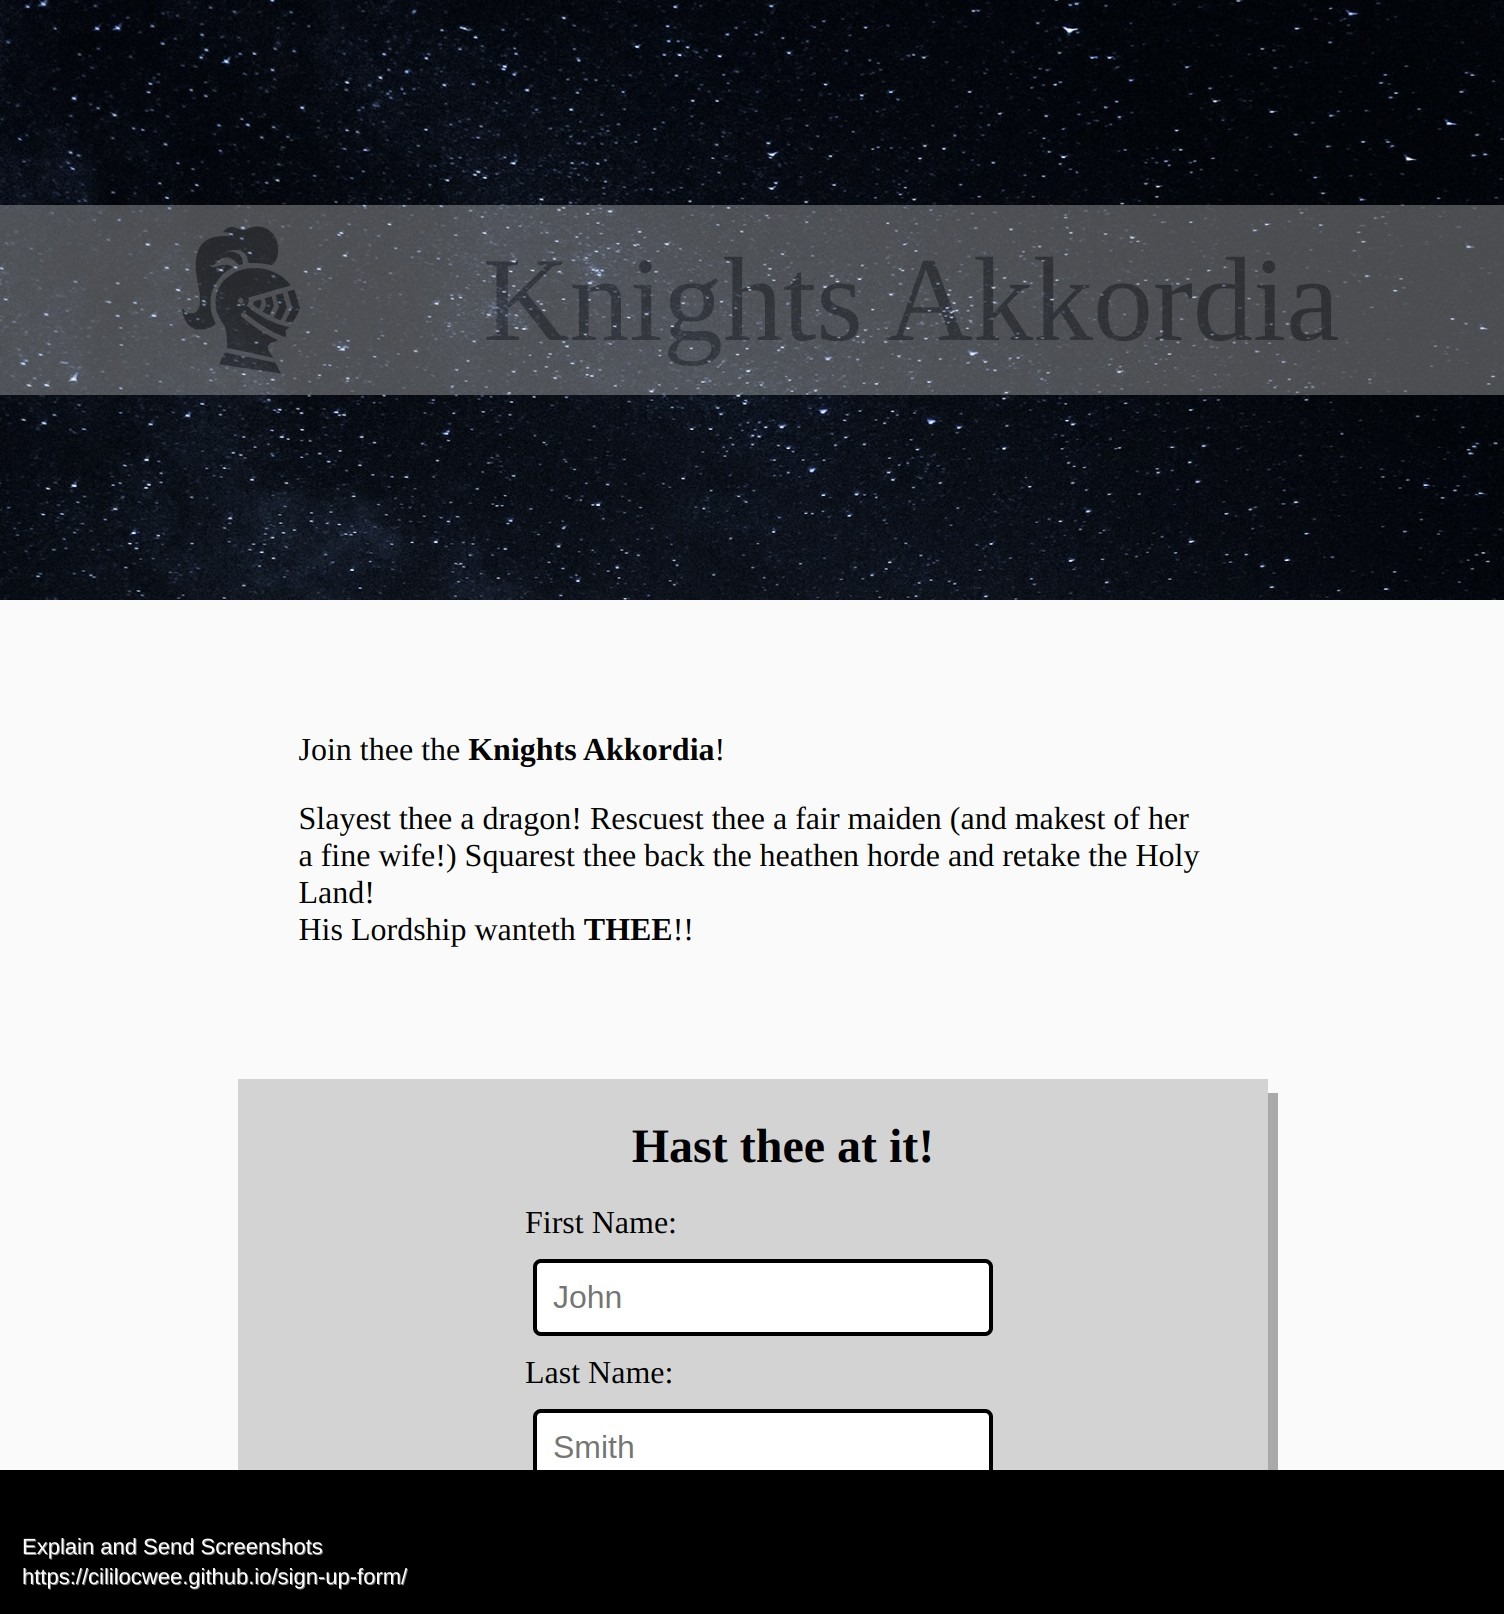 Knights Akkordia
Join thee the Knights Akkordia!
Slayest thee a dragon! Rescuest thee a fair maiden (and makest of her
a fine wife!) Squarest thee back the heathen horde and retake the Holy
Land!
His Lordship wanteth THEE!!
Hast thee at it!
First Name:
John
Last Name:
Smith
Explain and Send Screenshots
https://cililocwee.github.io/sign-up-form/